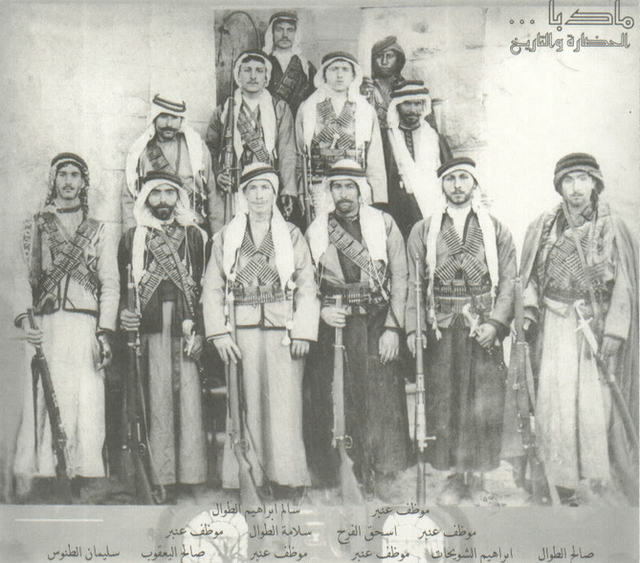 مادبا ...
الحضارة والتاريخ
موظف عنبر سالم ابراهيم الطوال
موظف عنبر اسحق الفرح سلامة الطوال موظف عنبر
صالح الطوال ابراهيم الشويحات موظف عنبر موظف عنبر صالح اليعقوب سليمان الطنوس